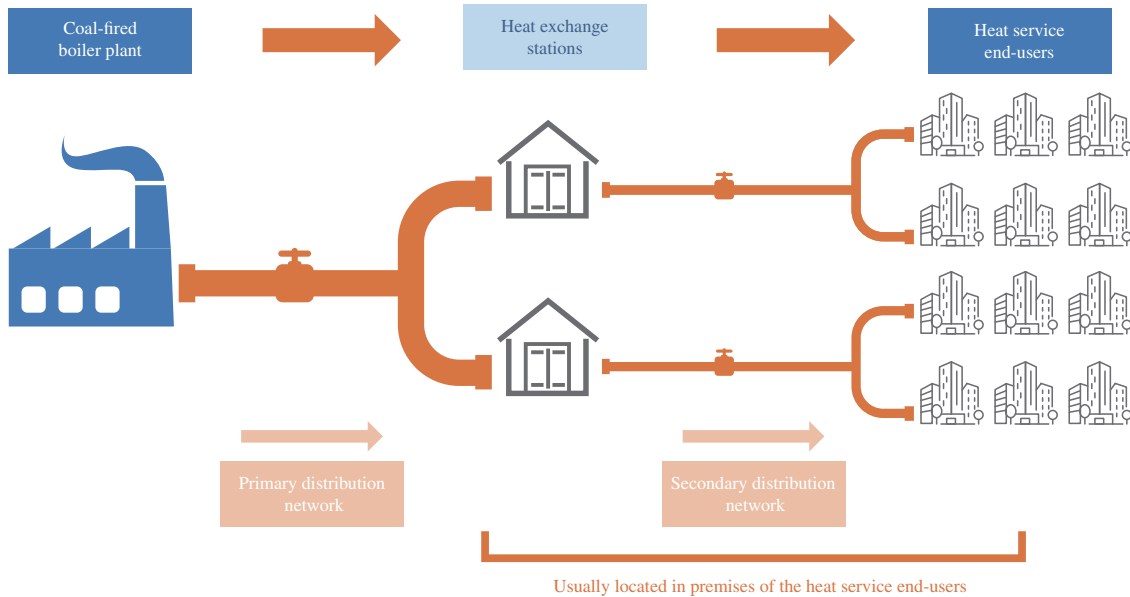 Coal-fired
boiler plant
Heat exchange
stations
Heat service
end-users
Primary distribution
network
Secondary distribution
network
Usually located in premises of the heat service end-users